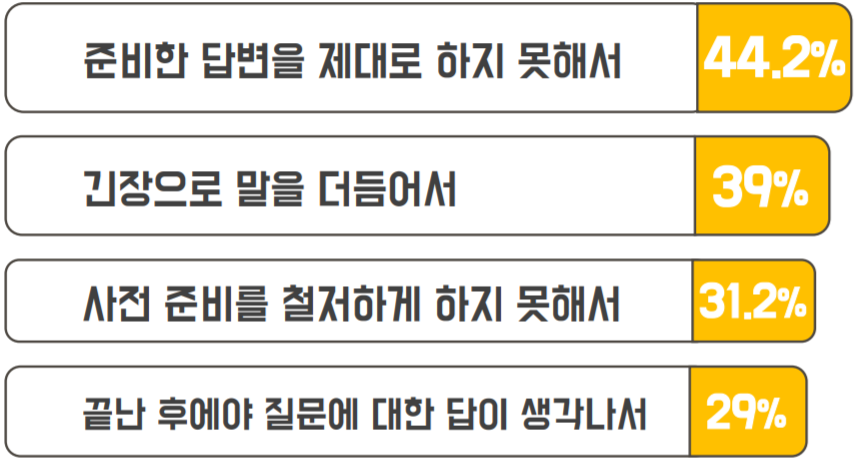 준비한 답변을 제대로 하지 못해서 44.2%
긴장으로 말을 더듬어서 39%
사전 준비를 철저하게 하지 못해서 31.2%
끝난 후에야 질문에 대한 답이 생각나서 29%